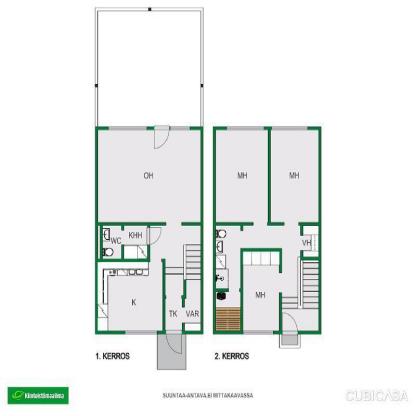 OH
MH
MH
WC
KHH
VH
K
MH
TK
VAR
1. KERROS
2. KERROS
Kiinteistömaailma
SUUNTAA-ANTAVA,EI MITTAKAAVASSA
CUBICASA